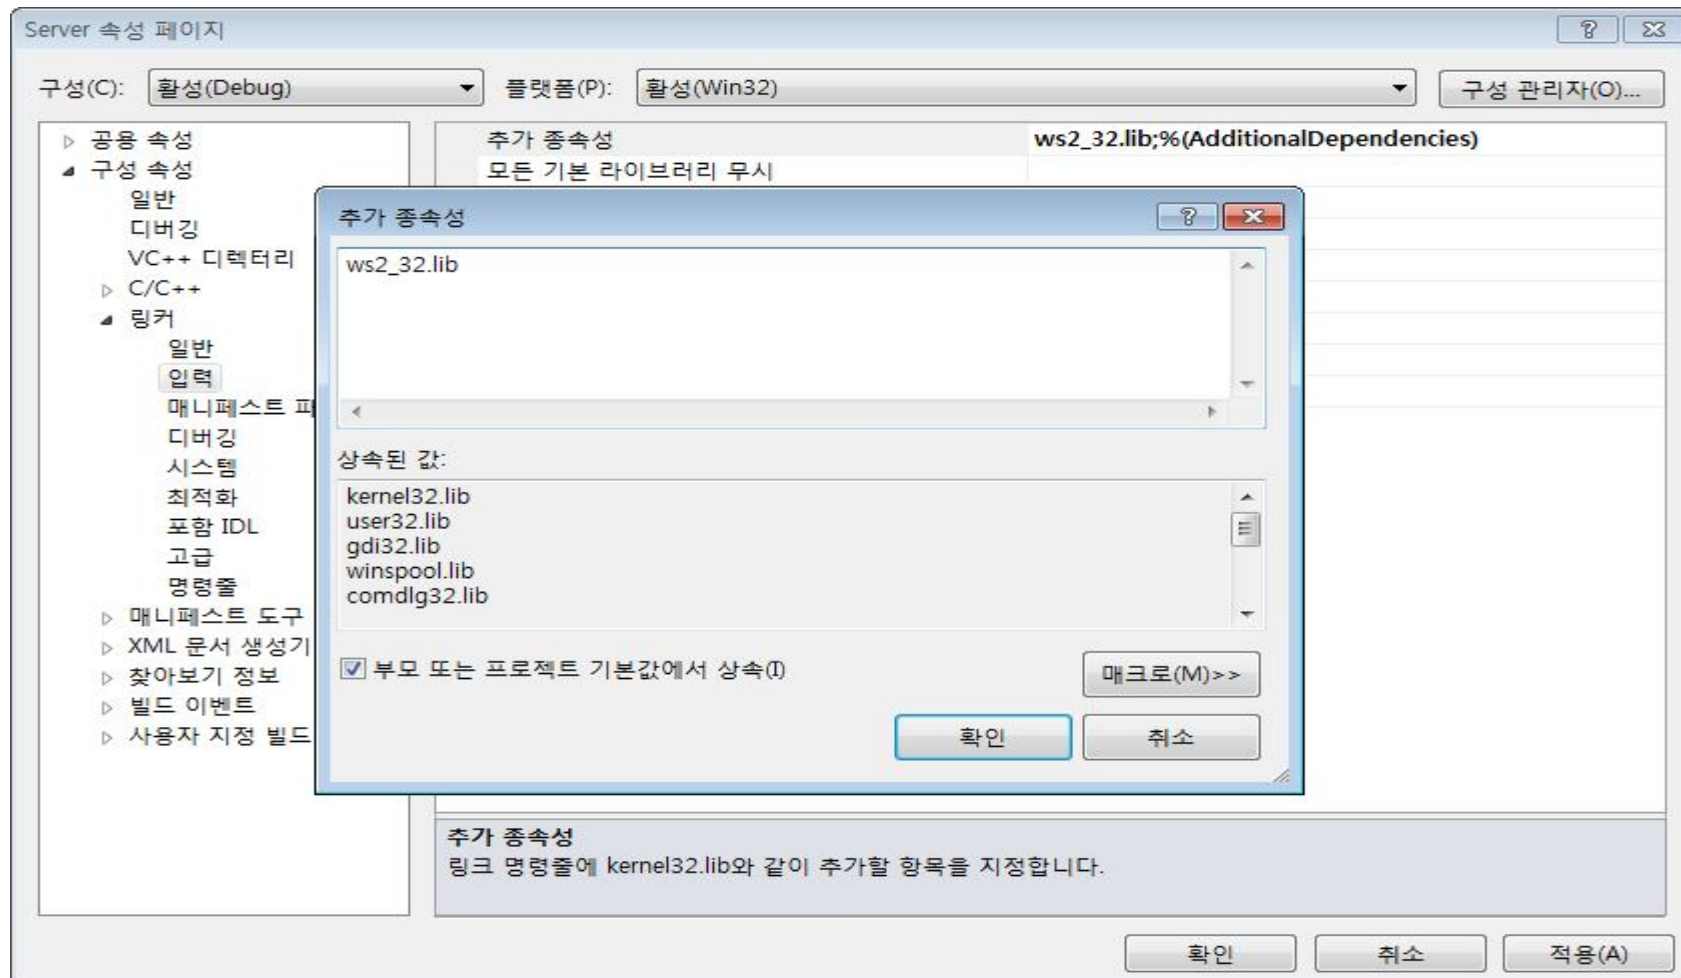 Server 속성 페이지
구성(C): 활성(Debug) 플랫폼(P): 활성(Win32) 구성 관리자(O)...
공용 속성
구성 속성
일반
디버깅
VC++ 디렉터리
C/C++
링커
일반
입력
매니페스트 파
디버깅
시스템
최적화
포함 IDL
고급
명령줄
매니페스트 도구
XML 문서 생성기
찾아보기 정보
빌드 이벤트
사용자 지정 빌드
추가 종속성 ws2_32.lib;%(AdditionalDependencies)
모든 기본 라이브러리 무시
추가 종속성
ws2_32.lib
상속된 값:
kernel32.lib
user32.lib
gdi32.lib
winspool.lib
comdlg32.lib
부모 또는 프로젝트 기본값에서 상속(I)
매크로(M)>>
확인 취소
추가 종속성
링크 명령줄에 kernel32.lib와 같이 추가할 항목을 지정합니다.
확인 취소 적용(A)